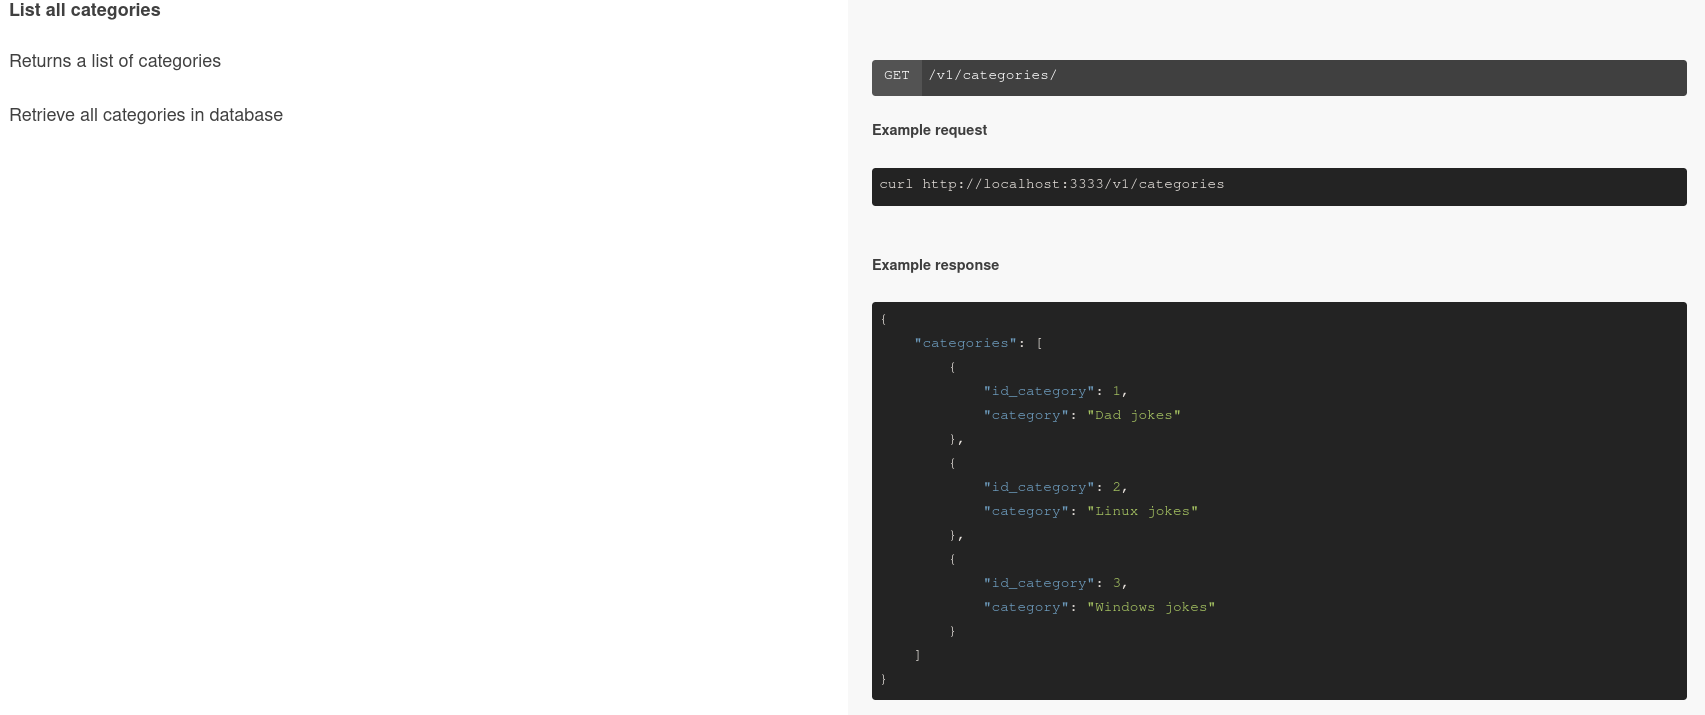 List all categories
Returns a list of categories
Retrieve all categories in database
GET /v1/categories/
Example request
curl http://localhost:3333/v1/categories
Example response
{
    "categories": [
        {
            "id_category": 1,
            "category": "Dad jokes"
        },
        {
            "id_category": 2,
            "category": "Linux jokes"
        },
        {
            "id_category": 3,
            "category": "Windows jokes"
        }
    ]
}